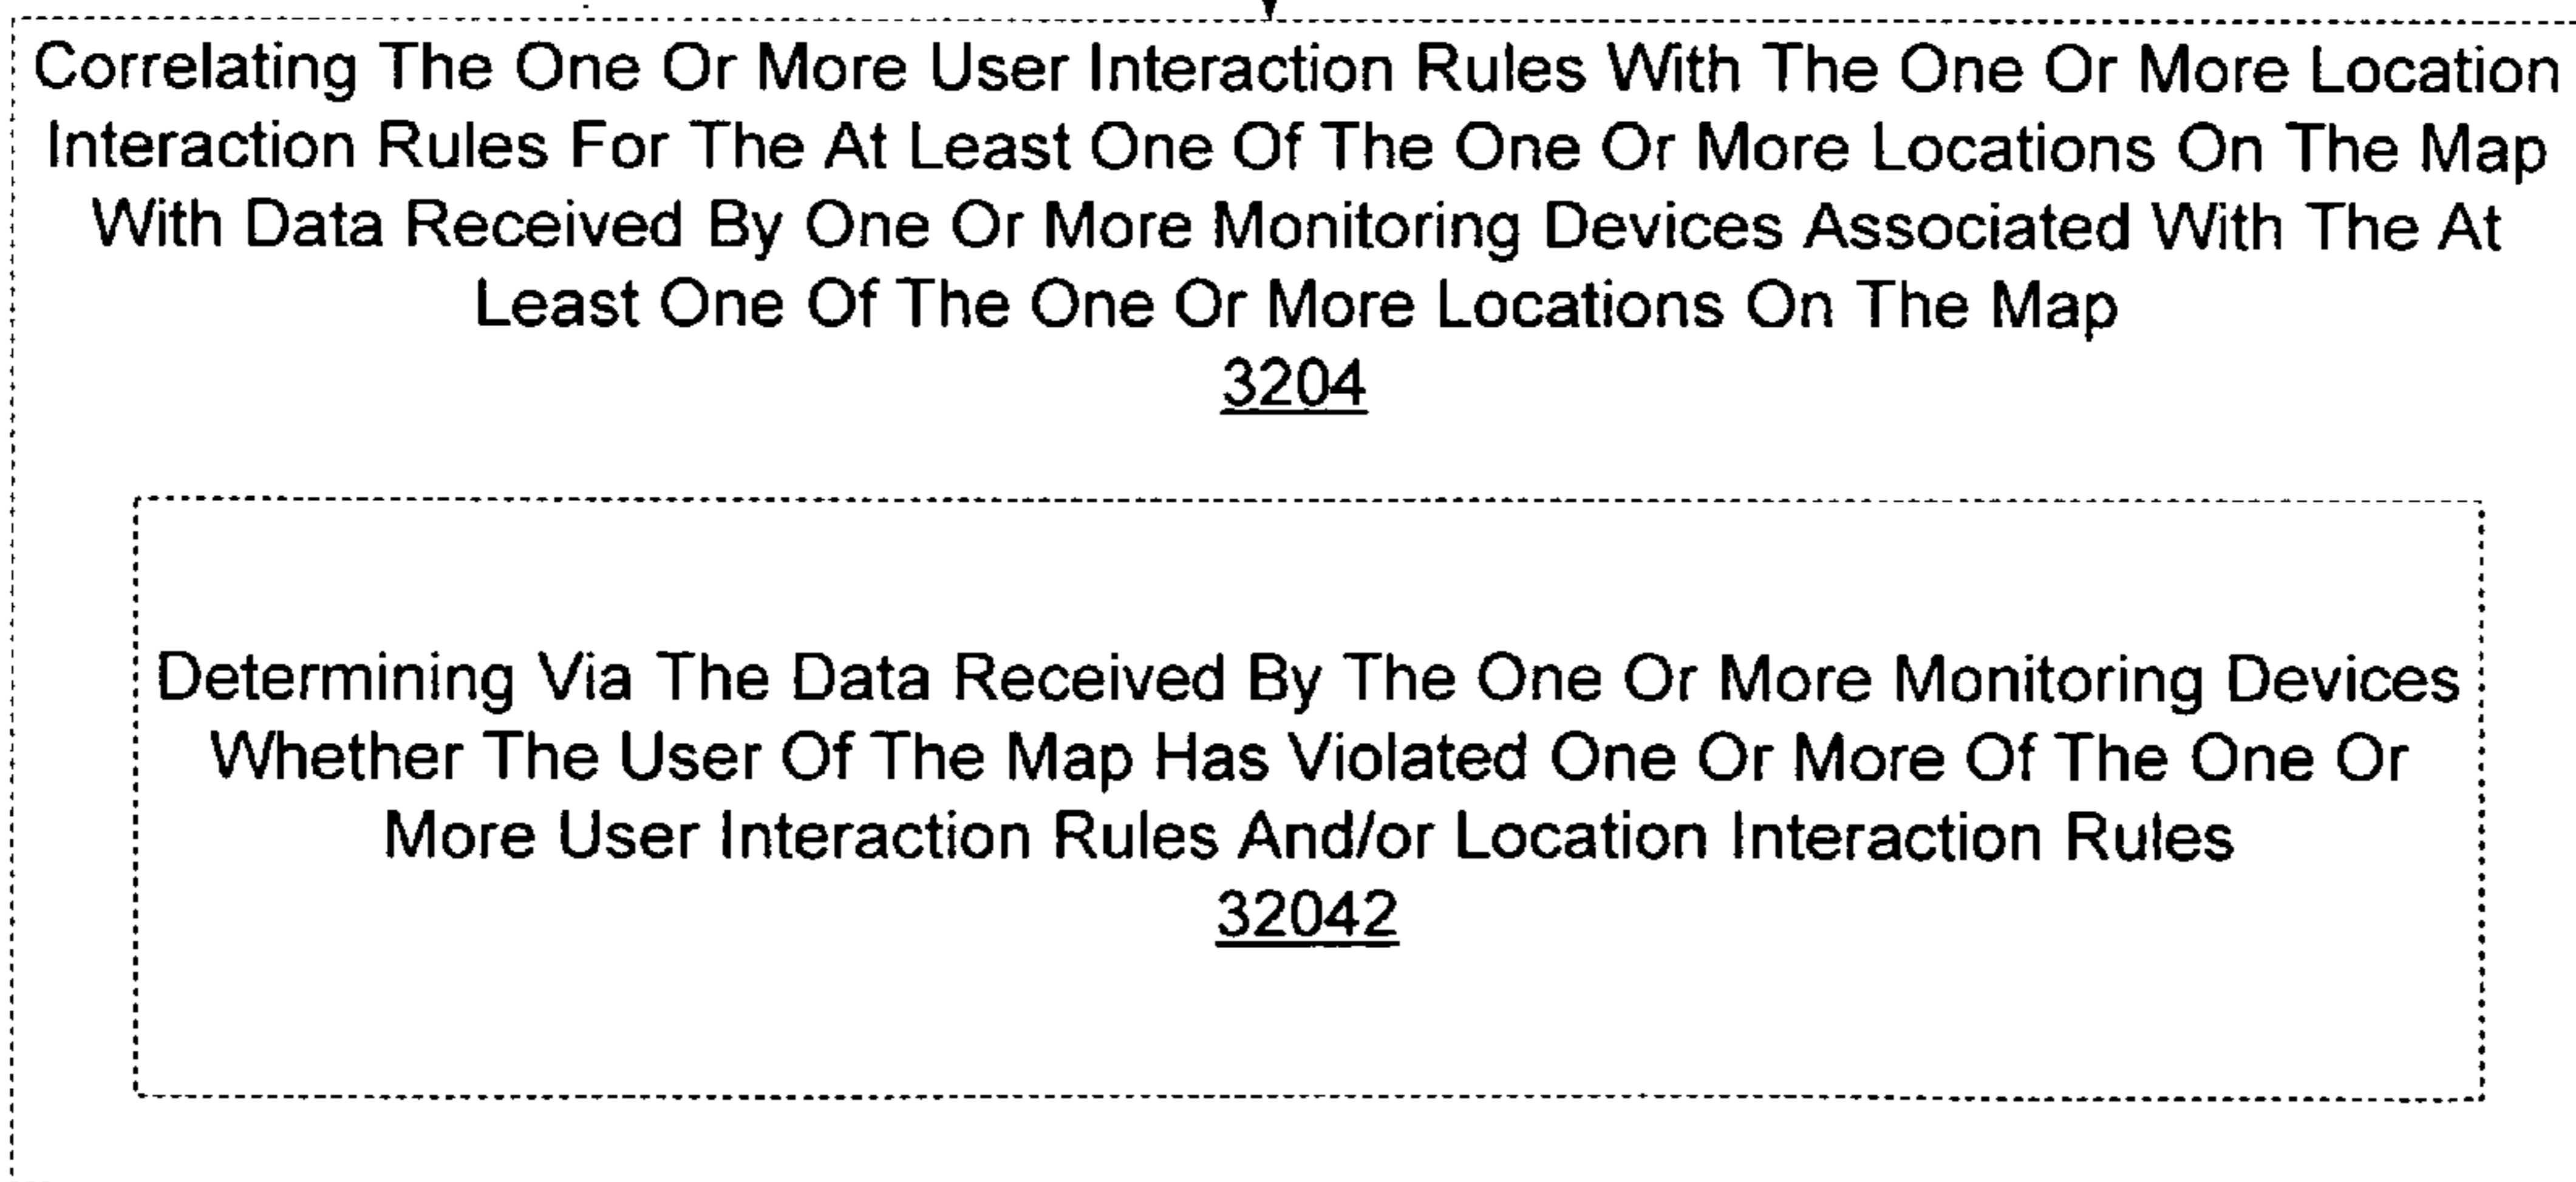 Correlating The One Or More User Interaction Rules With The One Or More Location
Interaction Rules For The At Least One Of The One Or More Locations On The Map
With Data Received By One Or More Monitoring Devices Associated With The At
Least One Of The One Or More Locations On The Map
3204
Determining Via The Data Received By The One Or More Monitoring Devices
Whether The User Of The Map Has Violated One Or More Of The One Or
More User Interaction Rules And/or Location Interaction Rules
32042